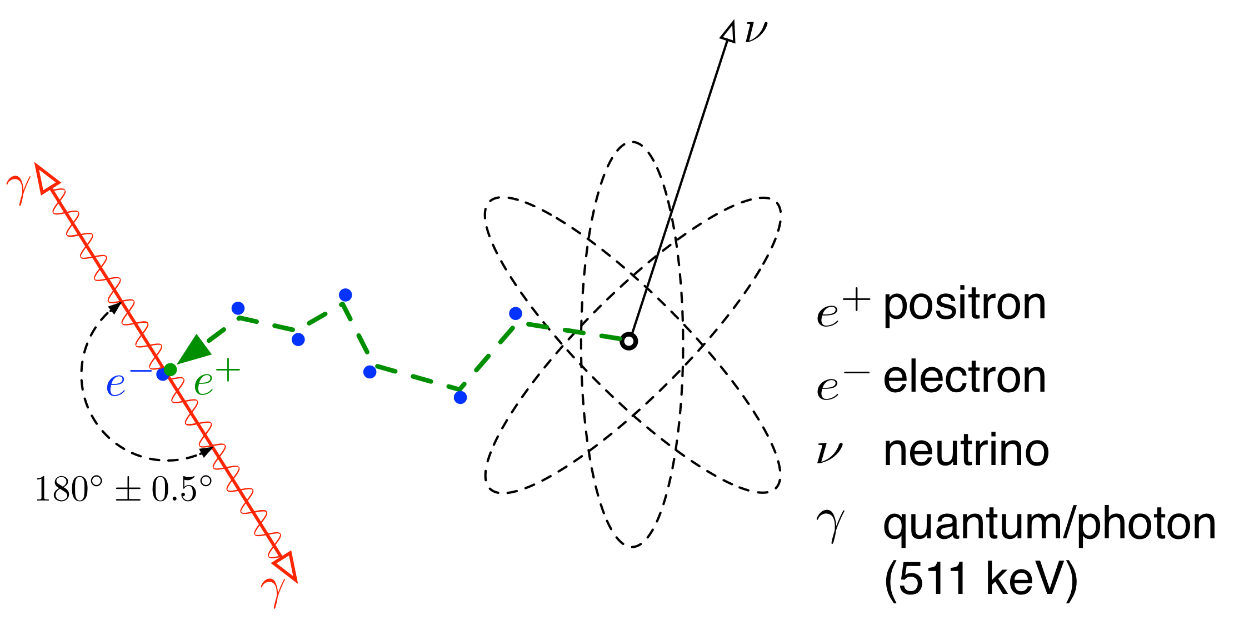 ν
γ
e⁻ e⁺
180° ± 0.5°
γ
e⁺ positron
e⁻ electron
ν neutrino
γ quantum/photon
(511 keV)